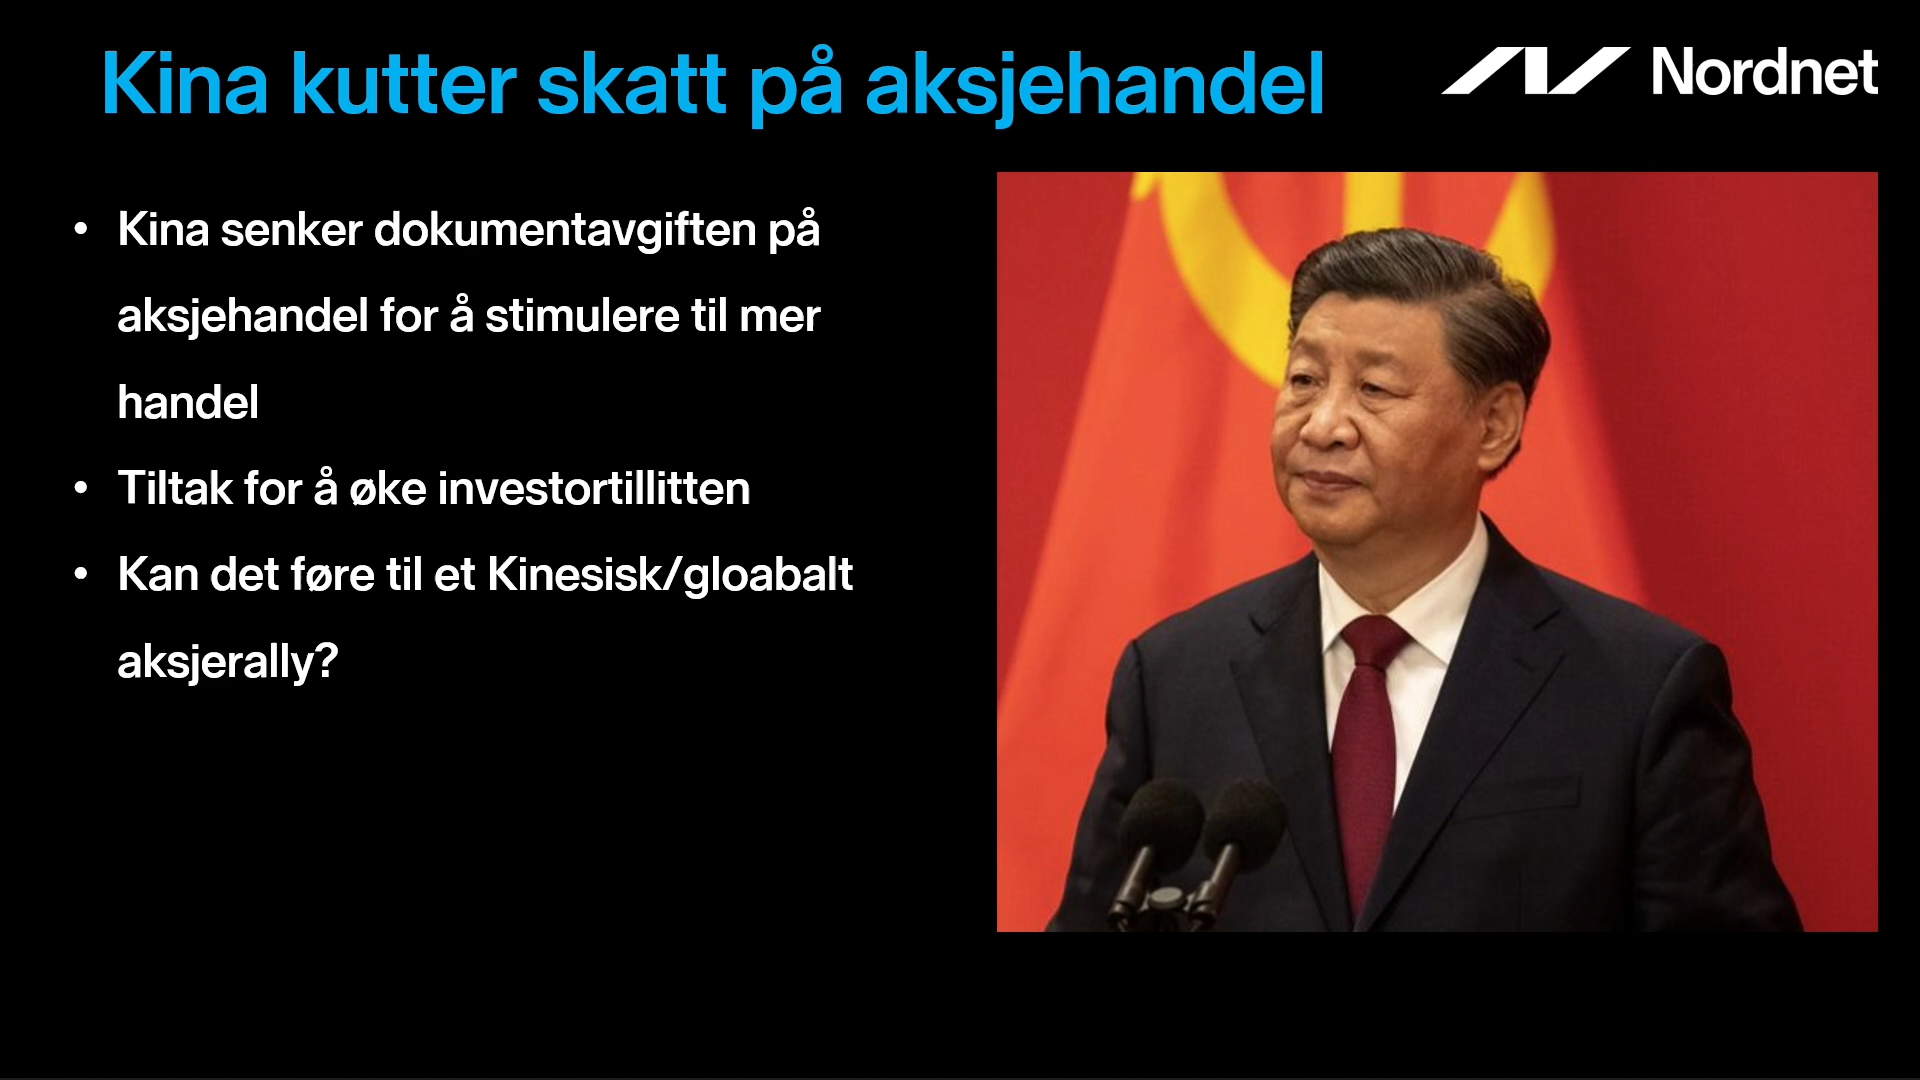 Kina kutter skatt på aksjehandel
Nordnet
• Kina senker dokumentavgiften på
aksjehandel for å stimulere til mer
handel
• Tiltak for å øke investortillitten
• Kan det føre til et Kinesisk/gloabalt
aksjerally?